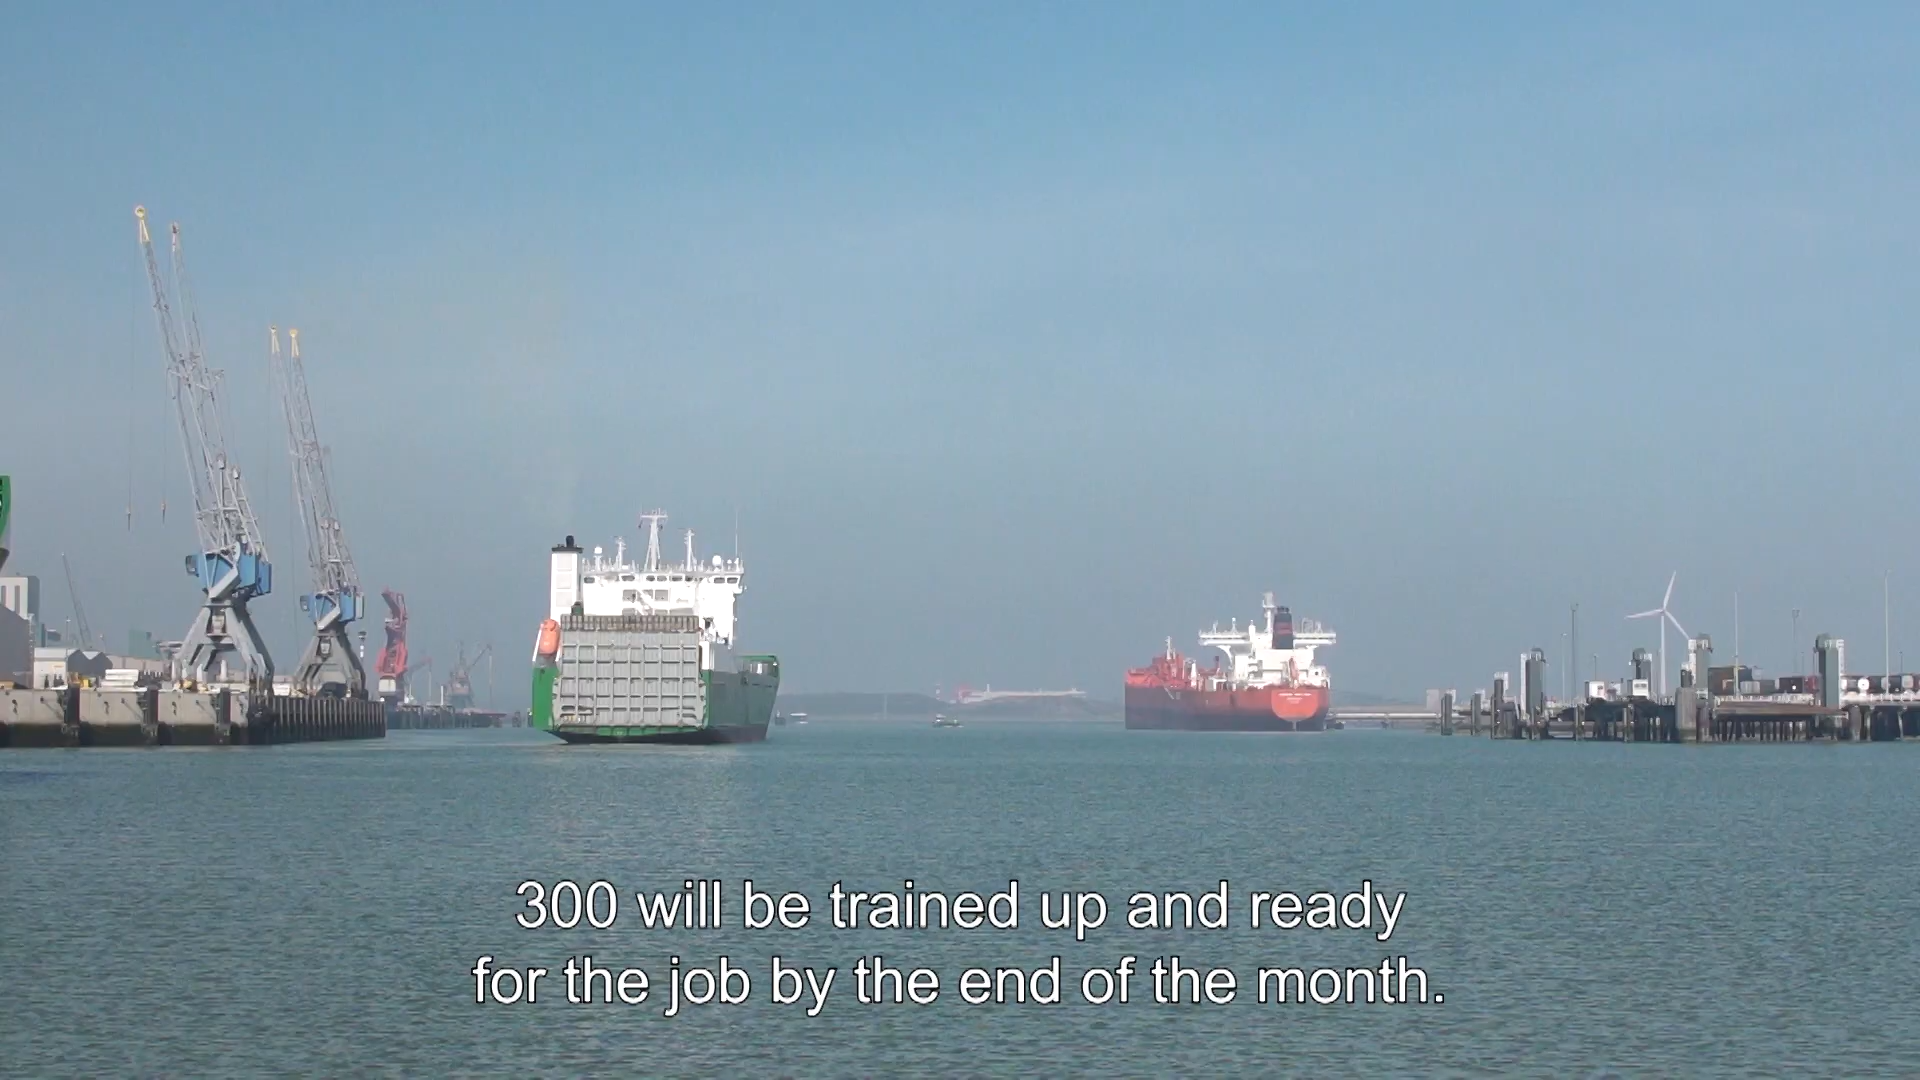 300 will be trained up and ready
for the job by the end of the month.